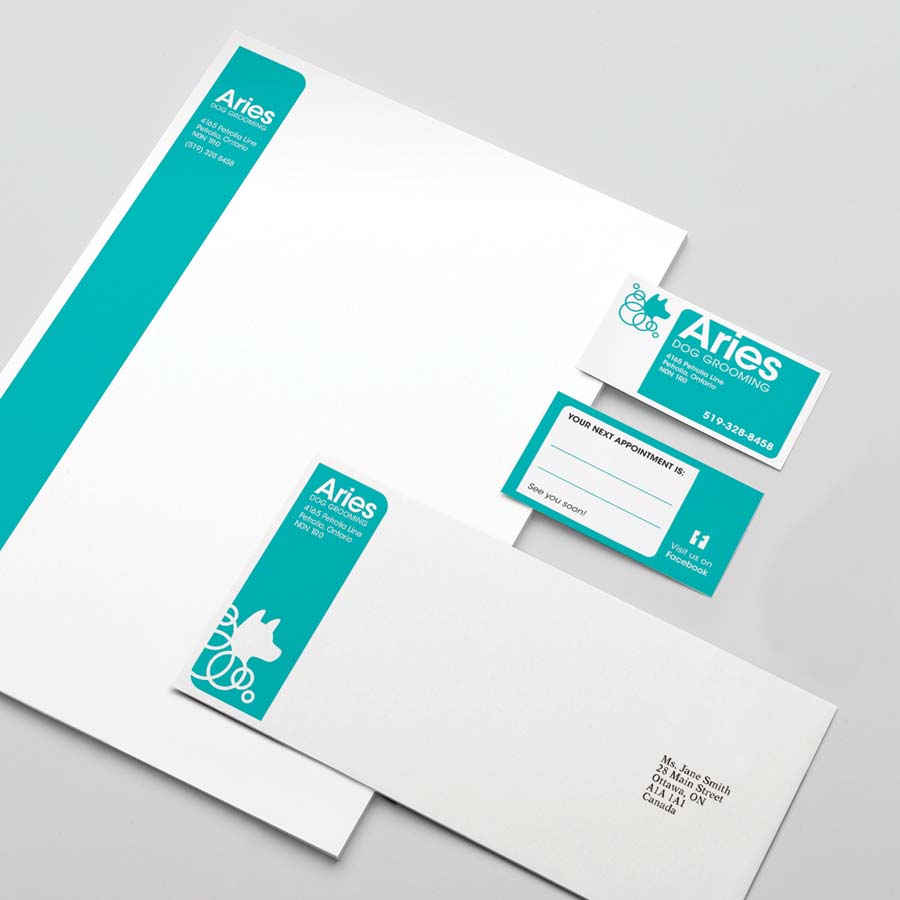 Aries
DOG GROOMING
4165 Petrolia Line
Petrolia, Ontario
N0N 1R0
(519) 328 8458
Aries
DOG GROOMING
4165 Petrolia Line
Petrolia, Ontario
N0N 1R0
519-328-8458
YOUR NEXT APPOINTMENT IS:
See you soon!
Visit us on
Facebook
Aries
DOG GROOMING
4165 Petrolia Line
Petrolia, Ontario
N0N 1R0
Ms. Jane Smith
28 Main Street
Ottawa, ON
A1A 1A1
Canada